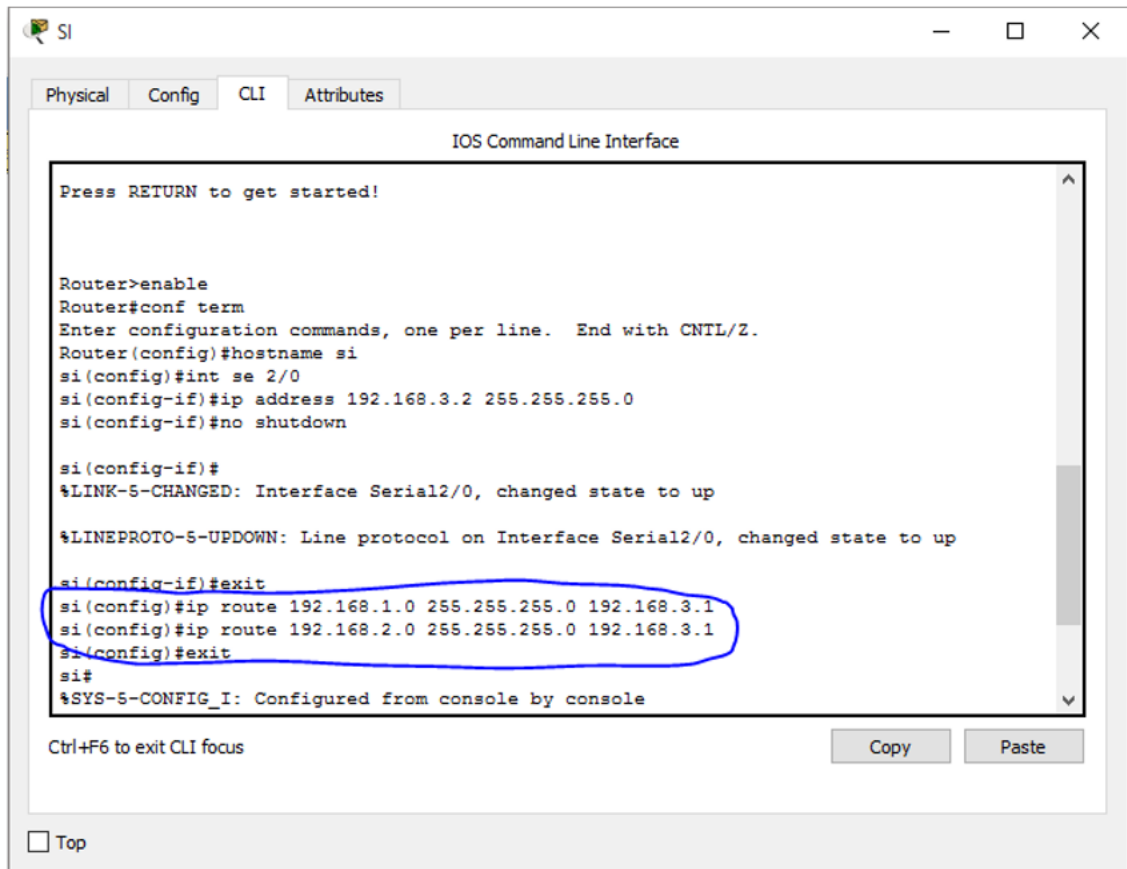 SI
Physical Config CLI Attributes
IOS Command Line Interface
Press RETURN to get started!
Router>enable
Router#conf term
Enter configuration commands, one per line.  End with CNTL/Z.
Router(config)#hostname si
si(config)#int se 2/0
si(config-if)#ip address 192.168.3.2 255.255.255.0
si(config-if)#no shutdown
si(config-if)#
%LINK-5-CHANGED: Interface Serial2/0, changed state to up
%LINEPROTO-5-UPDOWN: Line protocol on Interface Serial2/0, changed state to up
si(config-if)#exit
si(config)#ip route 192.168.1.0 255.255.255.0 192.168.3.1
si(config)#ip route 192.168.2.0 255.255.255.0 192.168.3.1
si(config)#exit
si#
%SYS-5-CONFIG_I: Configured from console by console
Ctrl+F6 to exit CLI focus
Copy Paste
Top